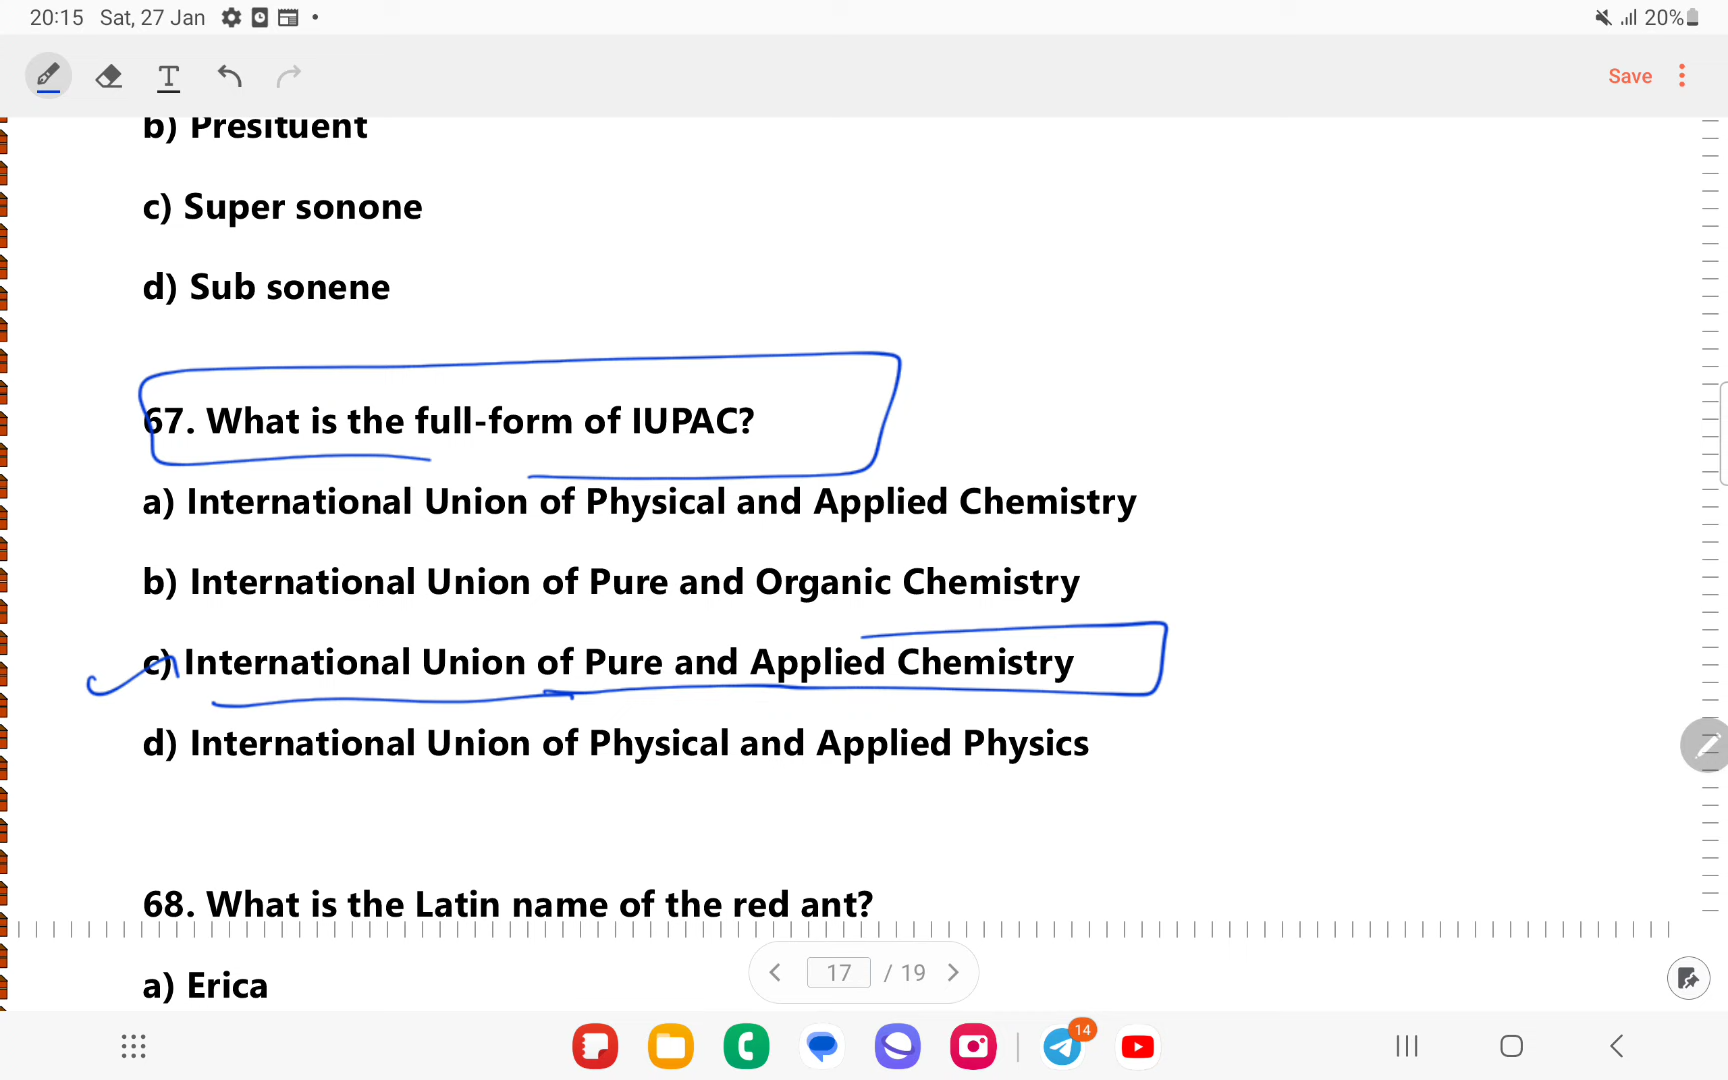 20:15 Sat, 27 Jan
20%
Save
b) Presituent
c) Super sonone
d) Sub sonene
67. What is the full-form of IUPAC?
a) International Union of Physical and Applied Chemistry
b) International Union of Pure and Organic Chemistry
c) International Union of Pure and Applied Chemistry
d) International Union of Physical and Applied Physics
68. What is the Latin name of the red ant?
a) Erica
17 / 19
14